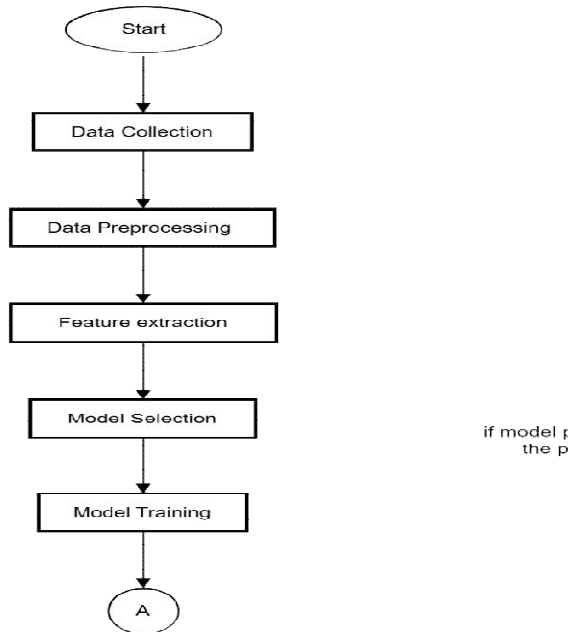 Start
Data Collection
Data Preprocessing
Feature extraction
Model Selection
if model p
the p
Model Training
A